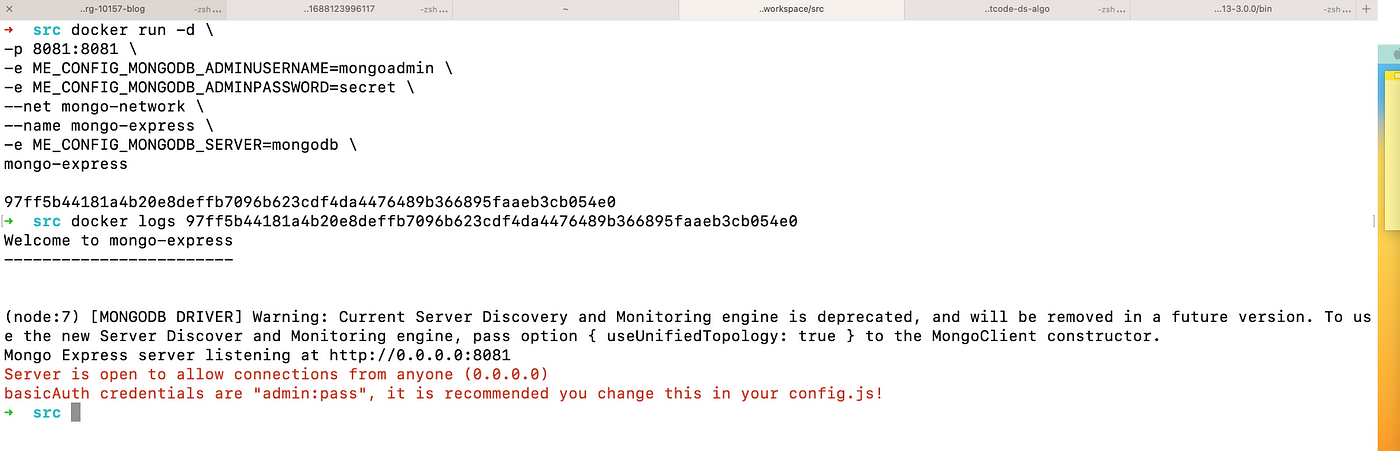 × ..rg-10157-blog -zsh... ..1688123996117 -zsh... ~ ..workspace/src ..tcode-ds-algo -zsh... ...13-3.0.0/bin -zsh... +
➜ src docker run -d \
-p 8081:8081 \
-e ME_CONFIG_MONGODB_ADMINUSERNAME=mongoadmin \
-e ME_CONFIG_MONGODB_ADMINPASSWORD=secret \
--net mongo-network \
--name mongo-express \
-e ME_CONFIG_MONGODB_SERVER=mongodb \
mongo-express
97ff5b44181a4b20e8deffb7096b623cdf4da4476489b366895faaeb3cb054e0
➜ src docker logs 97ff5b44181a4b20e8deffb7096b623cdf4da4476489b366895faaeb3cb054e0
Welcome to mongo-express
------------------------
(node:7) [MONGODB DRIVER] Warning: Current Server Discovery and Monitoring engine is deprecated, and will be removed in a future version. To us
e the new Server Discover and Monitoring engine, pass option { useUnifiedTopology: true } to the MongoClient constructor.
Mongo Express server listening at http://0.0.0.0:8081
Server is open to allow connections from anyone (0.0.0.0)
basicAuth credentials are "admin:pass", it is recommended you change this in your config.js!
➜ src